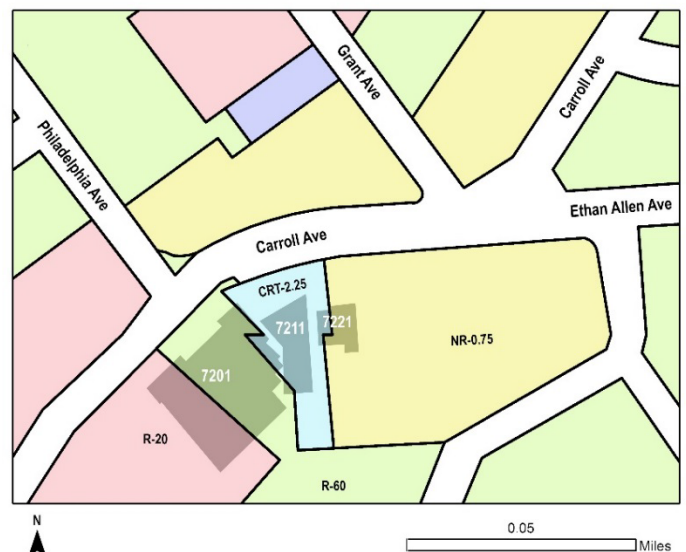 Grant Ave
Carroll Ave
Philadelphia Ave
Ethan Allen Ave
Carroll Ave
CRT-2.25
7211
7221
NR-0.75
7201
R-20
R-60
N
0.05
Miles